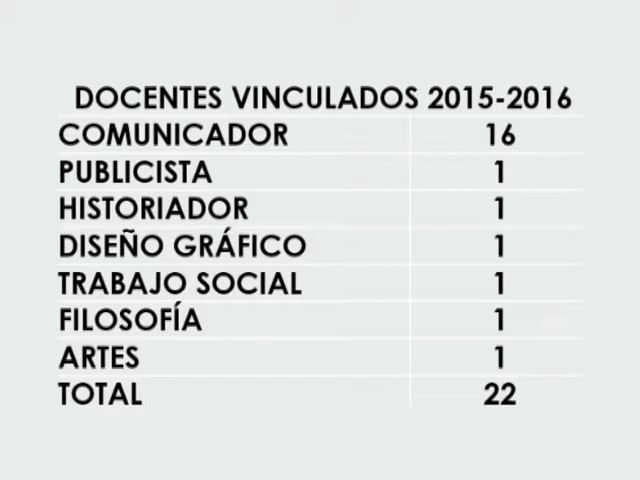 DOCENTES VINCULADOS 2015-2016
COMUNICADOR 16
PUBLICISTA 1
HISTORIADOR 1
DISEÑO GRÁFICO 1
TRABAJO SOCIAL 1
FILOSOFÍA 1
ARTES 1
TOTAL 22